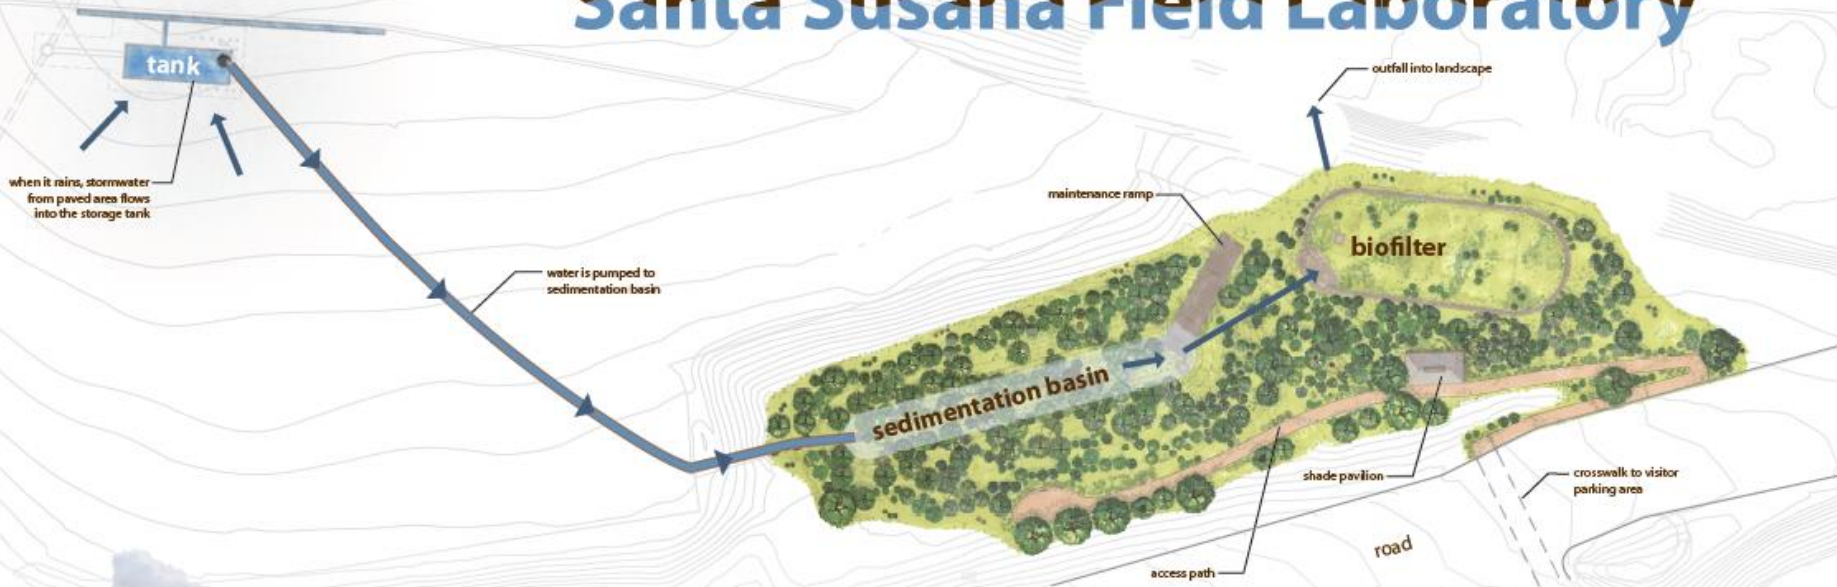 Santa Susana Field Laboratory
tank
outfall into landscape
when it rains, stormwater
from paved area flows
into the storage tank
maintenance ramp
biofilter
water is pumped to
sedimentation basin
sedimentation basin
shade pavilion
crosswalk to visitor
parking area
road
access path